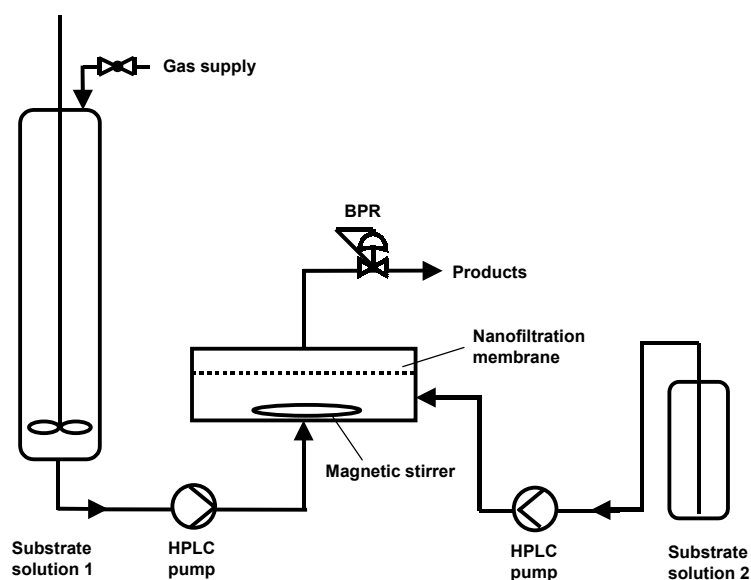 Gas supply
BPR
Products
Nanofiltration
membrane
Magnetic stirrer
Substrate
solution 1
HPLC
pump
HPLC
pump
Substrate
solution 2